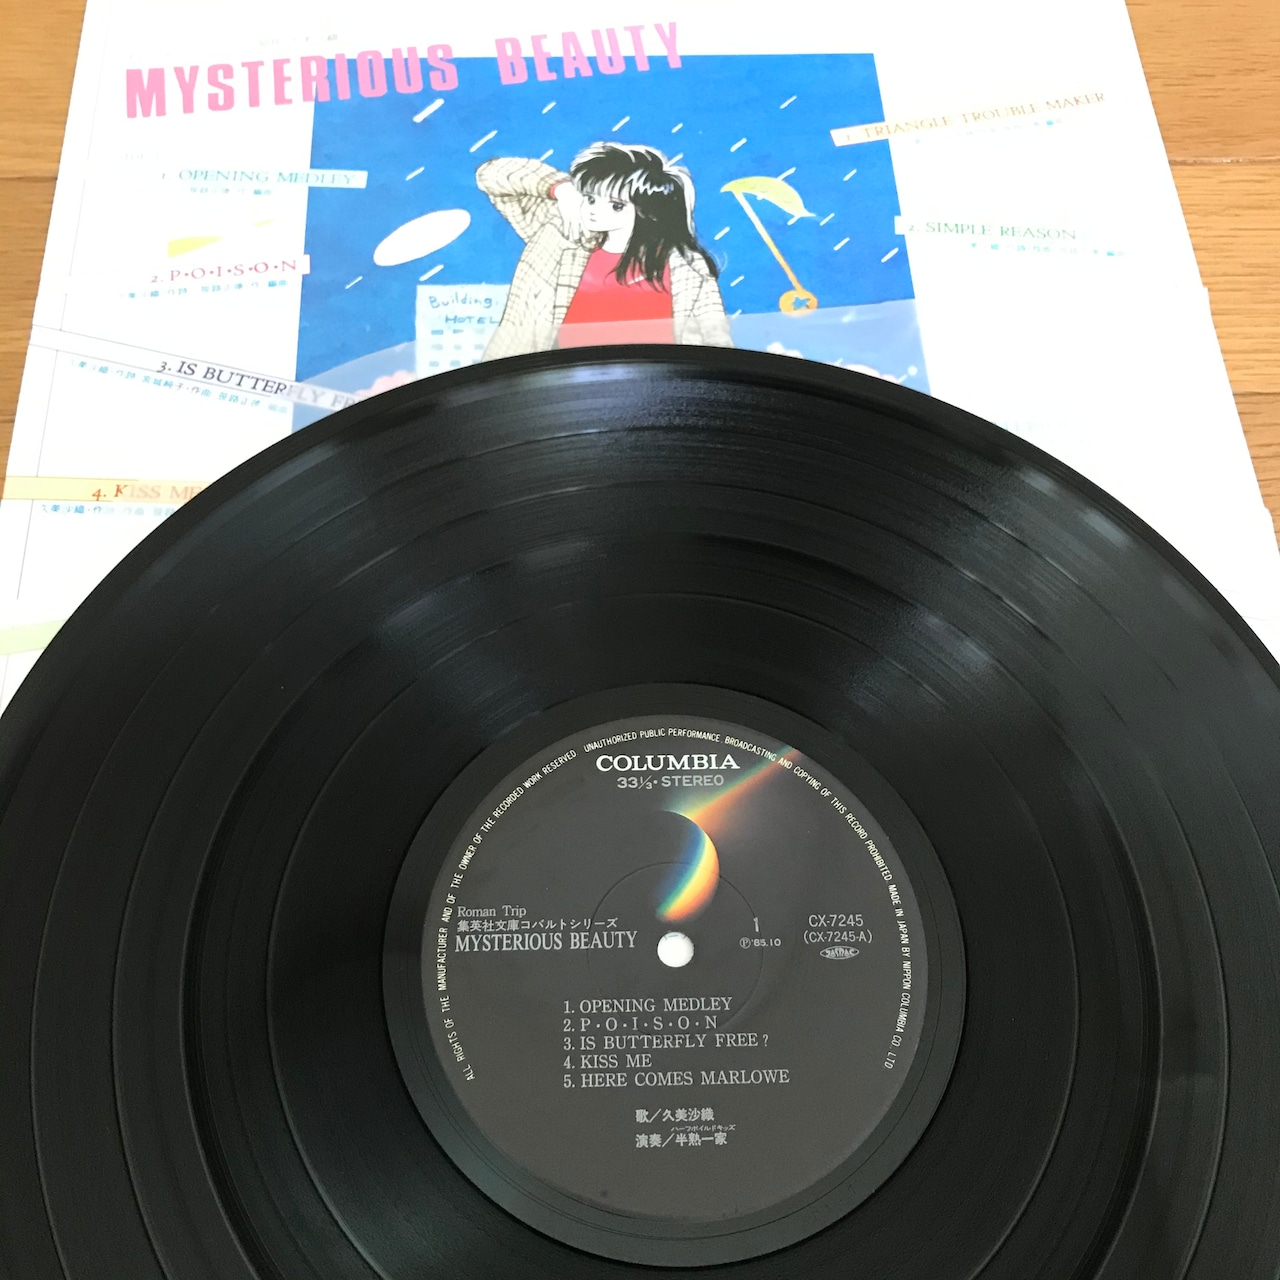 MYSTERIOUS BEAUTY
1. OPENING MEDLEY
2. P・O・I・S・O・N
3. IS BUTTERFLY FR
4. KISS ME
1. TRIANGLE TROUBLE MAKER
2. SIMPLE REASON
Building.
HOTEL
ALL RIGHTS OF THE MANUFACTURER AND OF THE OWNER OF THE RECORDED WORK RESERVED. UNAUTHORIZED PUBLIC PERFORMANCE. BROADCASTING AND COPYING OF THIS RECORD PROHIBITED. MADE IN JAPAN BY NIPPON COLUMBIA CO. LTD
COLUMBIA
33 1/3・STEREO
Roman Trip
集英社文庫コバルトシリーズ
MYSTERIOUS BEAUTY
1
Ⓟ'85.10
CX-7245
(CX-7245-A)
JASRAC
1. OPENING MEDLEY
2. P・O・I・S・O・N
3. IS BUTTERFLY FREE?
4. KISS ME
5. HERE COMES MARLOWE
歌/久美沙織
ハーフボイルドキッズ
演奏/半熟一家